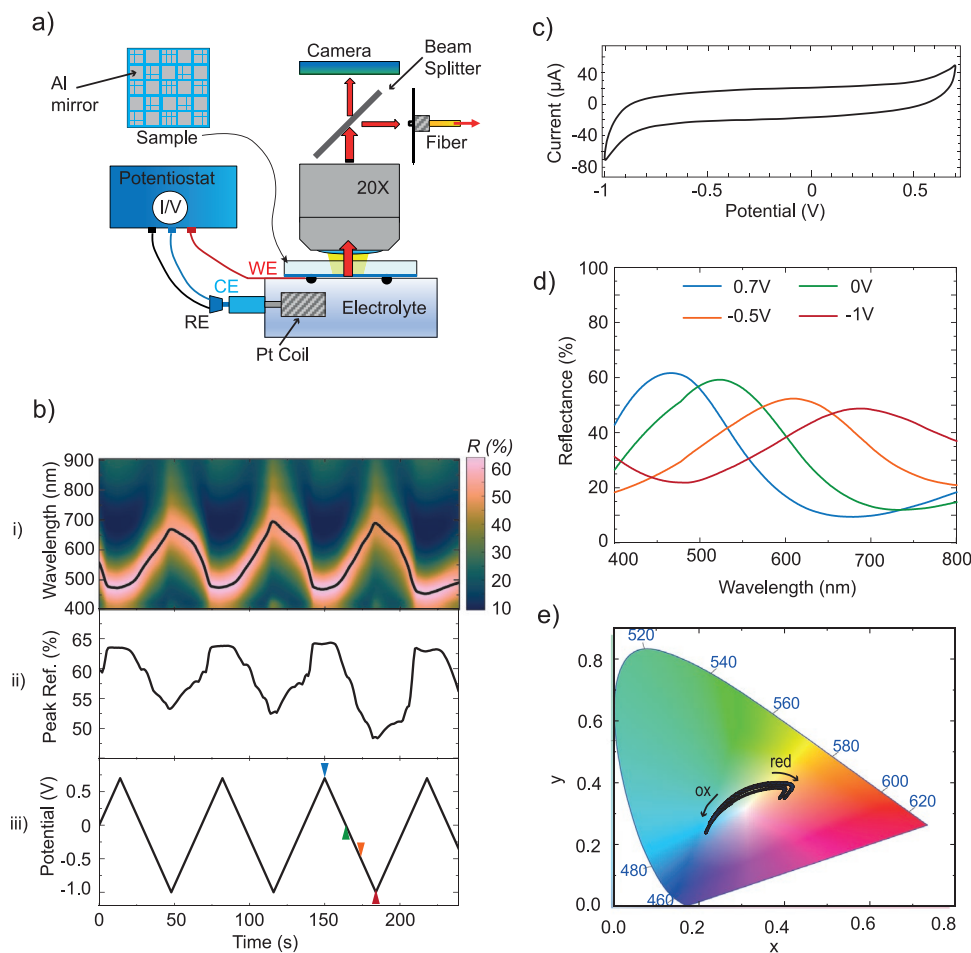 a)
Al
mirror
Sample
Camera
Beam
Splitter
Fiber
20X
Potentiostat
I/V
WE
CE
RE
Electrolyte
Pt Coil
b)
i)
Wavelength (nm)
900
800
700
600
500
400
R (%)
60
50
40
30
20
10
ii)
Peak Ref. (%)
65
60
55
50
iii)
Potential (V)
0.5
0
-0.5
-1.0
0
50
100
150
200
Time (s)
c)
Current (µA)
40
0
-40
-80
-1
-0.5
0
0.5
Potential (V)
d)
Reflectance (%)
100
80
60
40
20
0
0.7V
0V
-0.5V
-1V
400
500
600
700
800
Wavelength (nm)
e)
y
0.8
0.6
0.4
0.2
0.0
520
540
560
580
600
620
480
460
ox
red
0.0
0.2
0.4
0.6
0.8
x